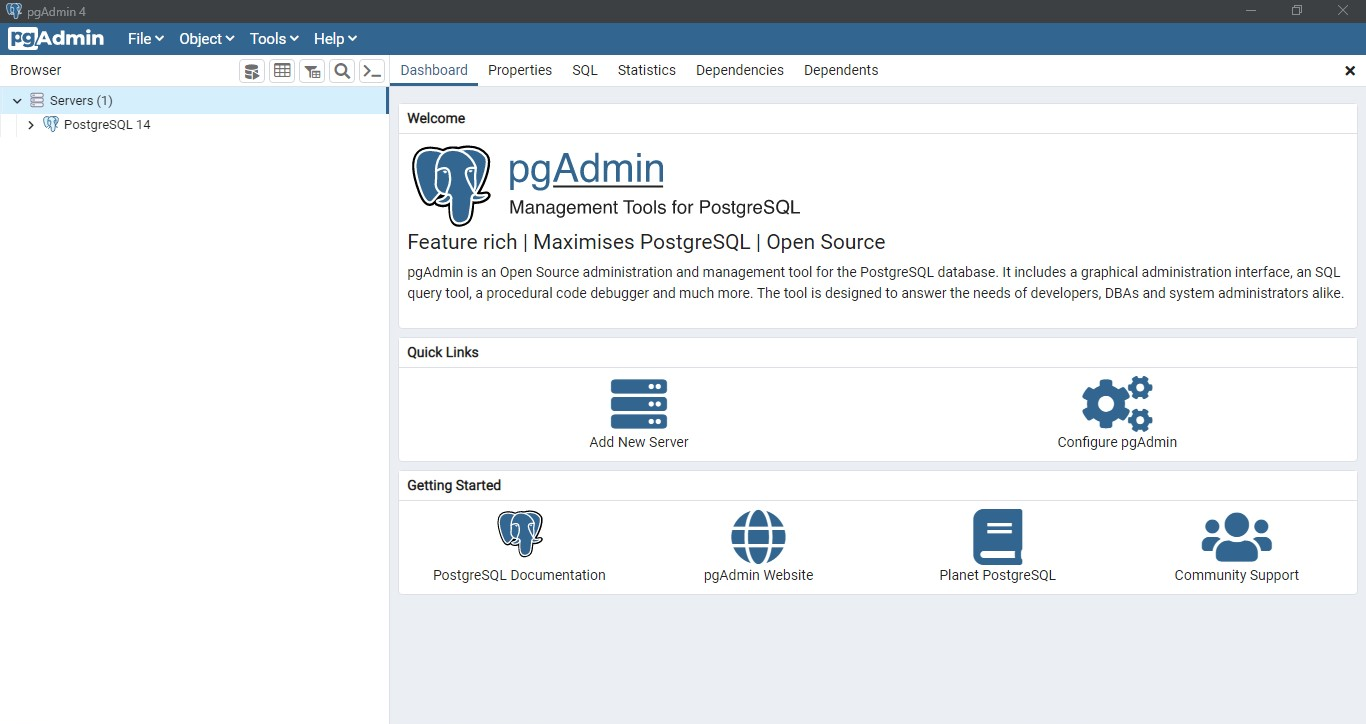 pgAdmin 4
pgAdmin File Object Tools Help
Browser
Dashboard Properties SQL Statistics Dependencies Dependents
Servers (1)
PostgreSQL 14
Welcome
pgAdmin
Management Tools for PostgreSQL
Feature rich | Maximises PostgreSQL | Open Source
pgAdmin is an Open Source administration and management tool for the PostgreSQL database. It includes a graphical administration interface, an SQL
query tool, a procedural code debugger and much more. The tool is designed to answer the needs of developers, DBAs and system administrators alike.
Quick Links
Add New Server Configure pgAdmin
Getting Started
PostgreSQL Documentation pgAdmin Website Planet PostgreSQL Community Support